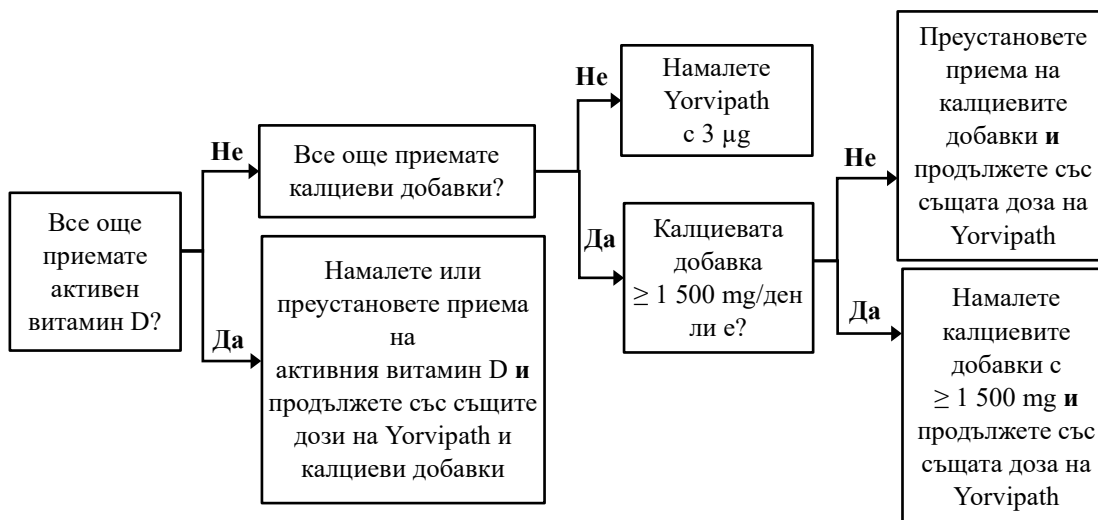 Все още
приемате
активен
витамин D?
Не
Да
Все още приемате
калциеви добавки?
Намалете или
преустановете приема
на
активния витамин D и
продължете със същите
дози на Yorvipath и
калциеви добавки
Не
Да
Намалете
Yorvipath
с 3 µg
Калциевата
добавка
≥ 1 500 mg/ден
ли е?
Не
Да
Преустановете
приема на
калциевите
добавки и
продължете със
същата доза на
Yorvipath
Намалете
калциевите
добавки с
≥ 1 500 mg и
продължете със
същата доза на
Yorvipath